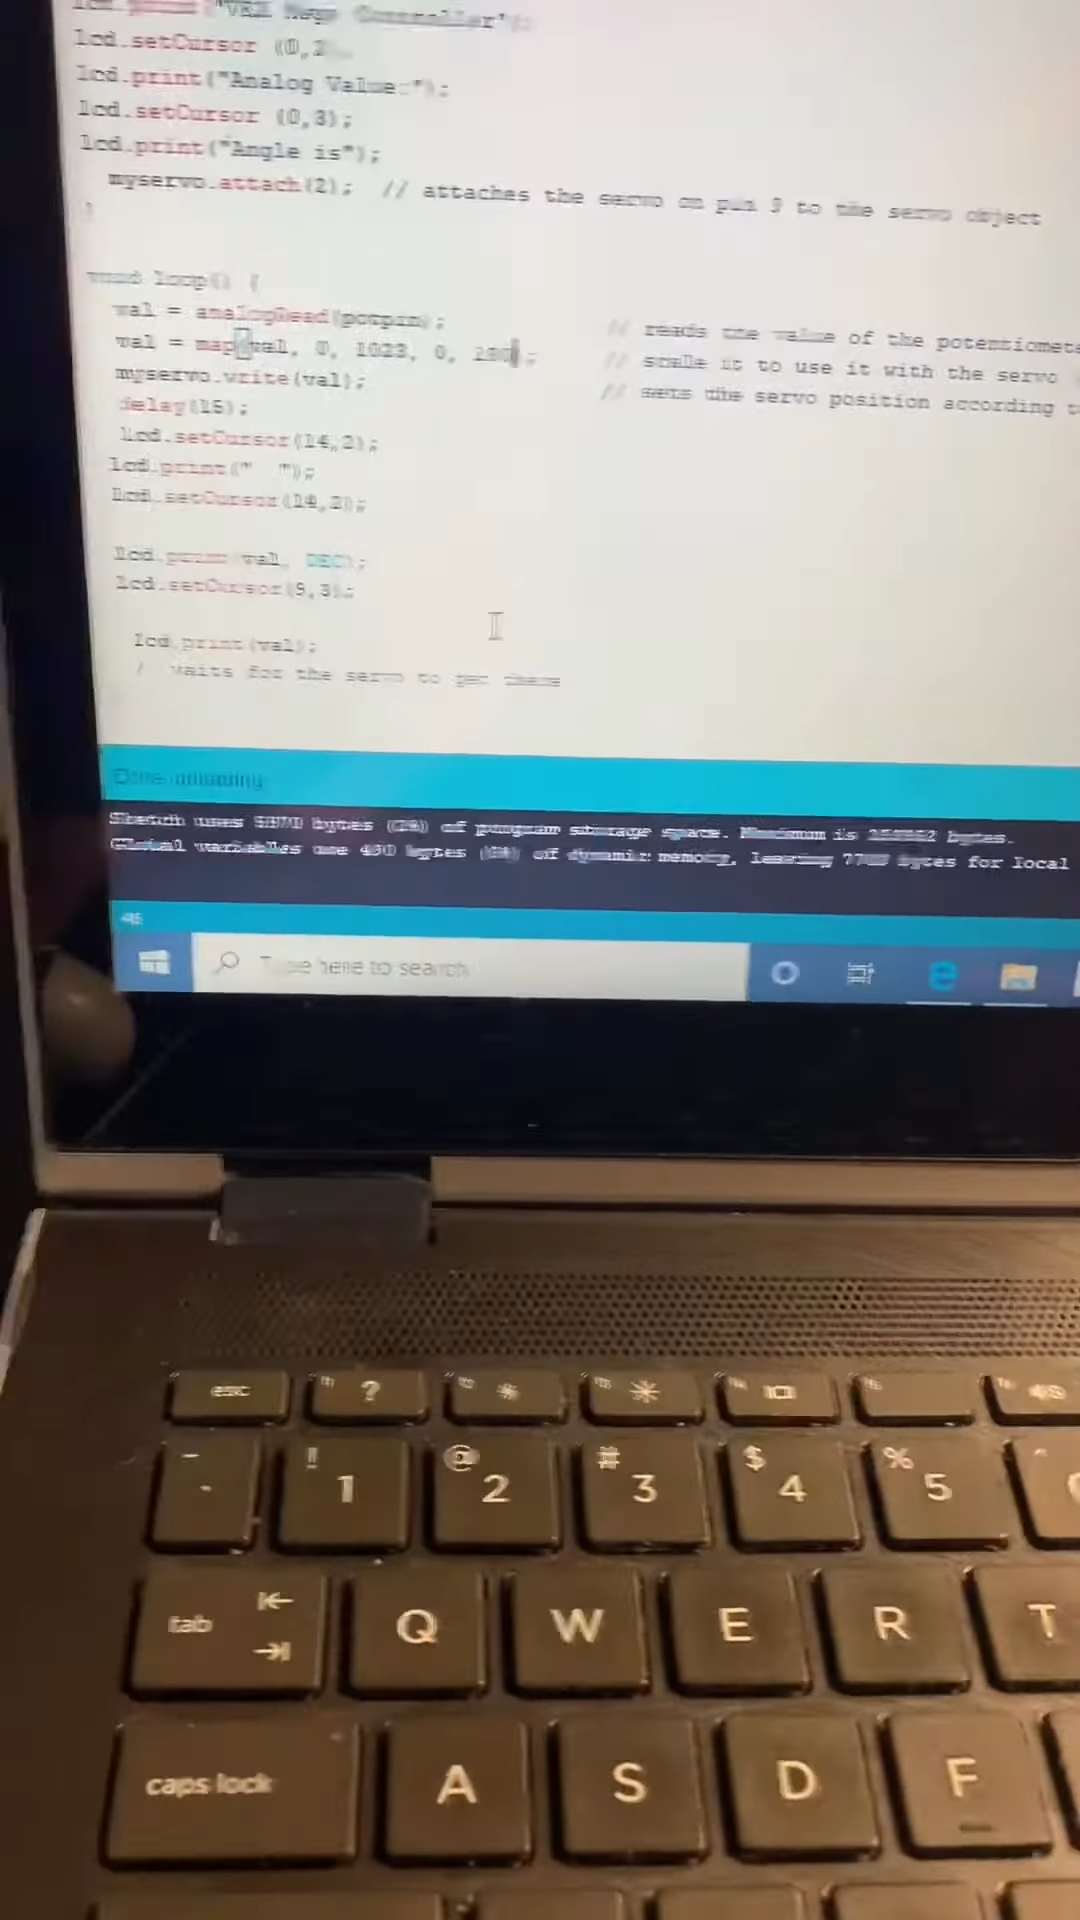 lcd.print("
lcd.setCursor (0,2
lcd.print("Analog Value:");
lcd.setCursor (0,3);
lcd.print("Angle is");
myservo.attach(2); // attaches the servo on pin 9 to the servo object
}
void loop() {
val = analogRead(potpin); // reads the value of the potentiomete
val = map(val, 0, 1023, 0, // scale it to use it with the servo
myservo.write(val); // sets the servo position according t
delay(15);
lcd.setCursor(14,2);
lcd.print(" ");
lcd.setCursor(14,2);
lcd.print(val, DEC);
lcd.setCursor(9,3);
lcd.print(val);
/ waits for the servo to get there
Done uploading
Sketch uses bytes of program storage space. Maximum is bytes.
Global variables use bytes of dynamic memory, leaving bytes for local
Type here to search
esc ?
- ! 1 @ 2 # 3 $ 4 % 5 ^
tab Q W E R T
caps lock A S D F